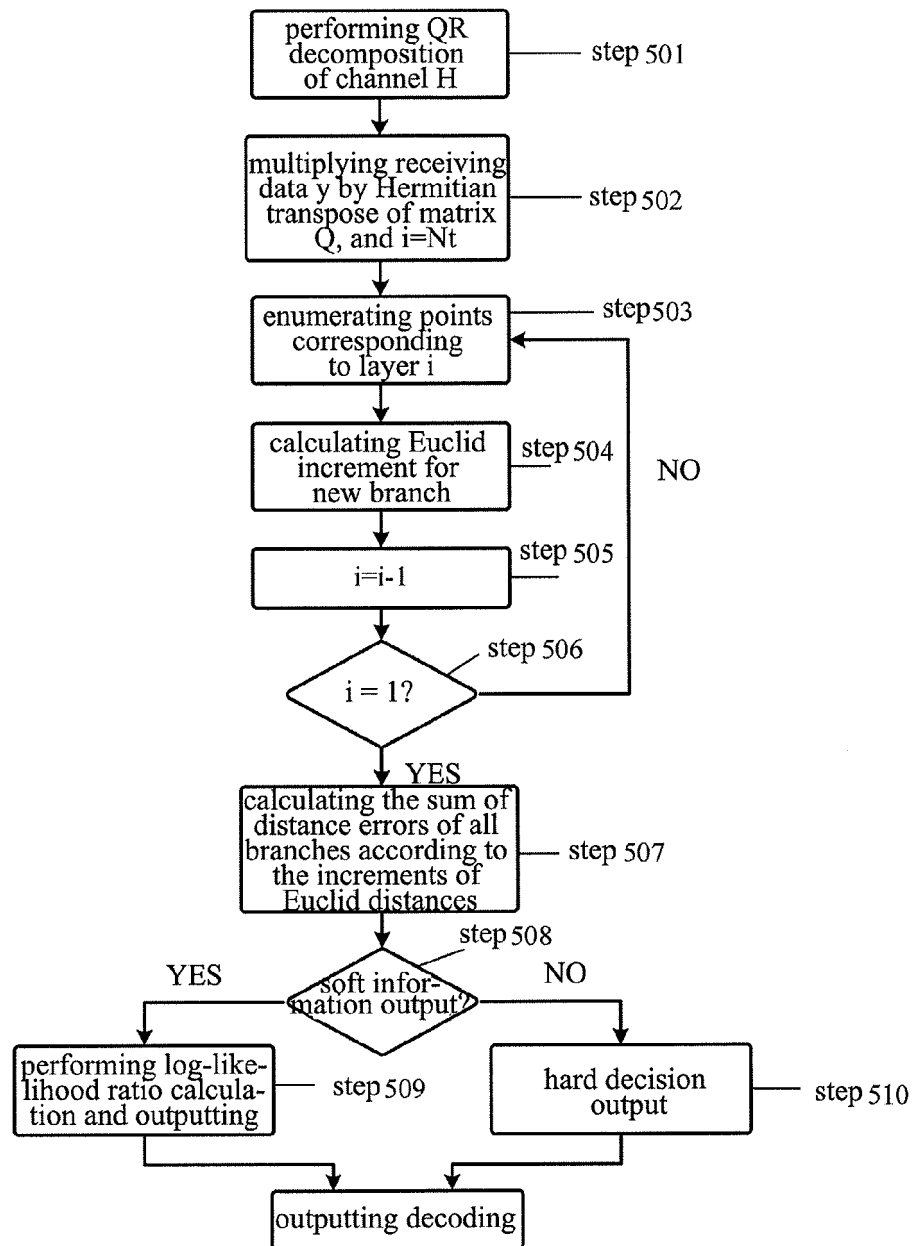 performing QR
decomposition
of channel H
step 501
multiplying receiving
data y by Hermitian
transpose of matrix
Q, and i=Nt
step 502
enumerating points
corresponding
to layer i
step503
calculating Euclid
increment for
new branch
step 504
NO
i=i-1
step 505
i = 1?
step 506
YES
calculating the sum of
distance errors of all
branches according to
the increments of
Euclid distances
step 507
soft infor-
mation output?
step 508
YES
NO
performing log-like-
lihood ratio calcula-
tion and outputting
step 509
hard decision
output
step 510
outputting decoding